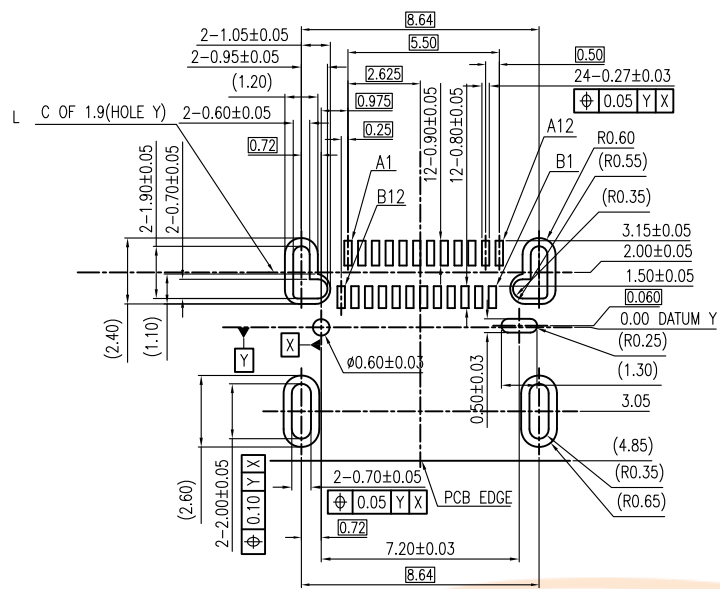 8.64
2-1.05±0.05
5.50
2-0.95±0.05
0.50
(1.20)
2.625
24-0.27±0.03
⌖ 0.05 Y X
0.975
L C OF 1.9(HOLE Y)
2-0.60±0.05
0.25
12-0.90±0.05
12-0.80±0.05
A12
R0.60
0.72
B1
(R0.55)
A1
(R0.35)
B12
2-1.90±0.05
2-0.70±0.05
3.15±0.05
2.00±0.05
1.50±0.05
0.060
0.00 DATUM Y
(2.40)
(1.10)
Y
X
ø0.60±0.03
0.50±0.03
(R0.25)
(1.30)
3.05
(2.60)
2-2.00±0.05
⌖ 0.10 Y X
2-0.70±0.05
⌖ 0.05 Y X
PCB EDGE
(4.85)
(R0.35)
(R0.65)
0.72
7.20±0.03
8.64